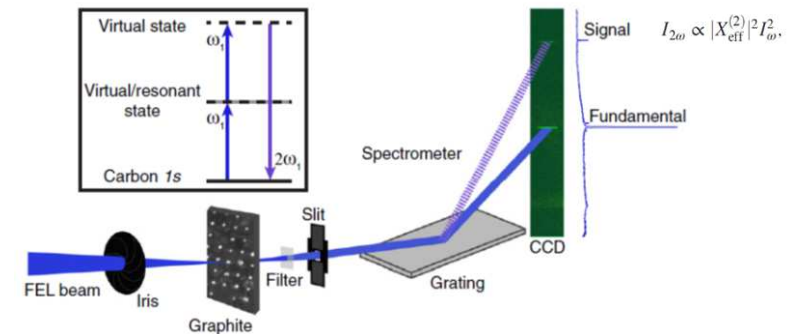 Virtual state
ω₁
Virtual/resonant
state
ω₁
2ω₁
Carbon 1s
Signal
I₂ω ∝ |X⁽²⁾eff|²I²ω,
Fundamental
Spectrometer
CCD
Slit
Grating
Filter
FEL beam
Iris
Graphite